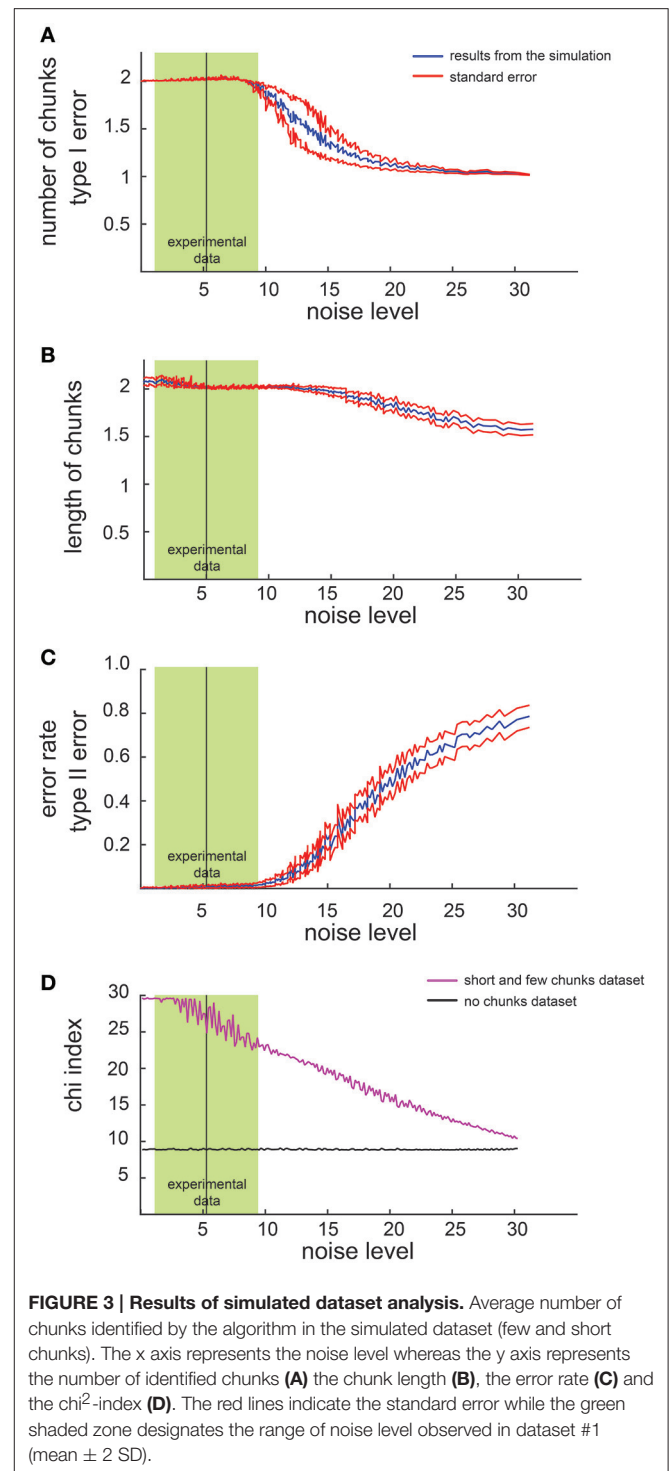 A
results from the simulation
standard error
number of chunks
type I error
2
1.5
1
0.5
experimental
data
5 10 15 20 25 30
noise level
B
length of chunks
2
1.5
1
0.5
experimental
data
5 10 15 20 25 30
noise level
C
error rate
type II error
1.0
0.8
0.6
0.4
0.2
experimental
data
5 10 15 20 25 30
noise level
D
short and few chunks dataset
no chunks dataset
chi index
30
25
20
15
10
5
experimental
data
5 10 15 20 25 30
noise level
FIGURE 3 | Results of simulated dataset analysis. Average number of
chunks identified by the algorithm in the simulated dataset (few and short
chunks). The x axis represents the noise level whereas the y axis represents
the number of identified chunks (A) the chunk length (B), the error rate (C) and
the chi²-index (D). The red lines indicate the standard error while the green
shaded zone designates the range of noise level observed in dataset #1
(mean ± 2 SD).